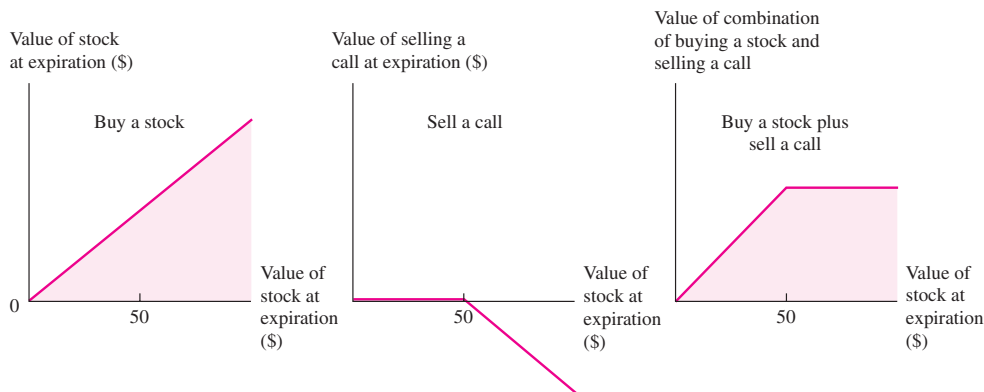 Value of stock
at expiration ($)
Buy a stock
0
50
Value of
stock at
expiration
($)
Value of selling a
call at expiration ($)
Sell a call
50
Value of
stock at
expiration
($)
Value of combination
of buying a stock and
selling a call
Buy a stock plus
sell a call
50
Value of
stock at
expiration
($)